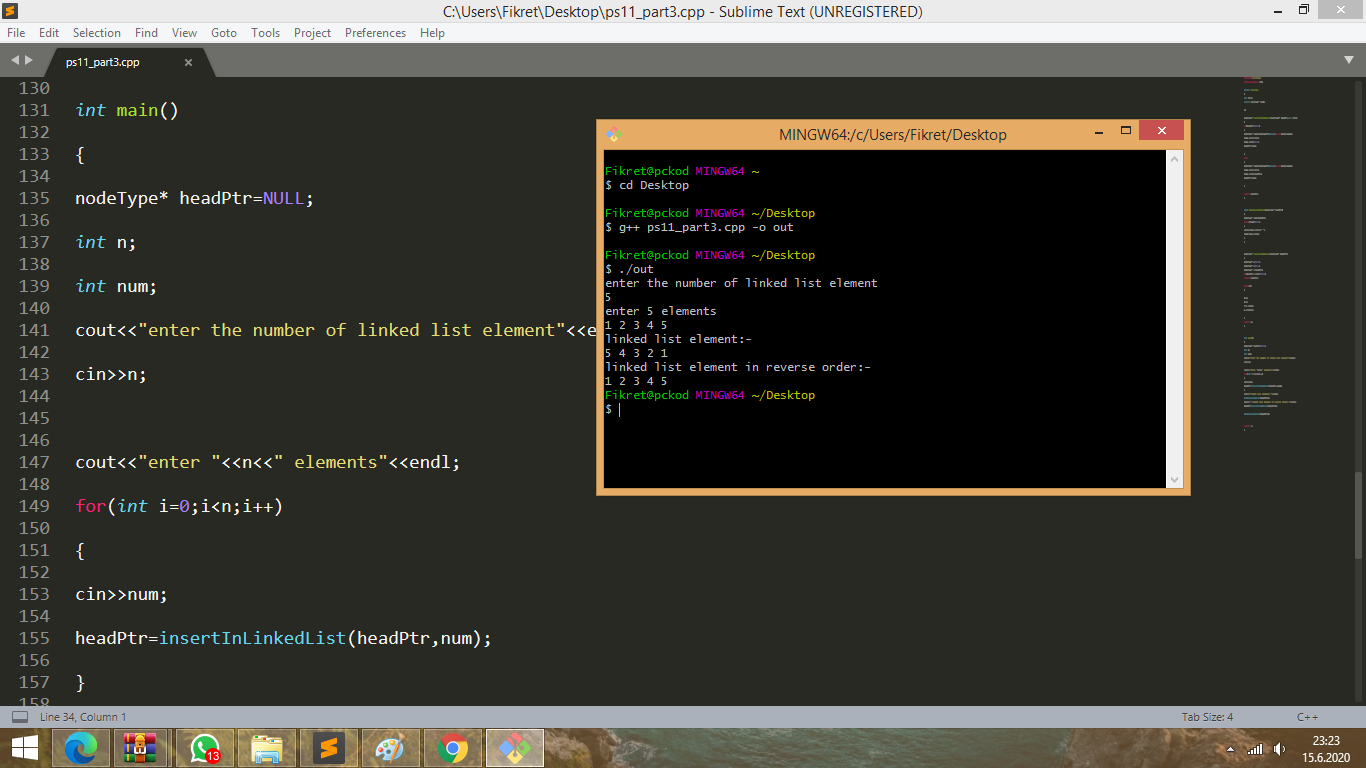 C:\Users\Fikret\Desktop\ps11_part3.cpp - Sublime Text (UNREGISTERED)
File Edit Selection Find View Goto Tools Project Preferences Help
ps11_part3.cpp
130
131 int main()
132
133 {
134
135 nodeType* headPtr=NULL;
136
137 int n;
138
139 int num;
140
141 cout<<"enter the number of linked list element"<<e
142
143 cin>>n;
144
145
146
147 cout<<"enter "<<n<<" elements"<<endl;
148
149 for(int i=0;i<n;i++)
150
151 {
152
153 cin>>num;
154
155 headPtr=insertInLinkedList(headPtr,num);
156
157 }
158
MINGW64:/c/Users/Fikret/Desktop
Fikret@pckod MINGW64 ~
$ cd Desktop
Fikret@pckod MINGW64 ~/Desktop
$ g++ ps11_part3.cpp -o out
Fikret@pckod MINGW64 ~/Desktop
$ ./out
enter the number of linked list element
5
enter 5 elements
1 2 3 4 5
linked list element:-
5 4 3 2 1
linked list element in reverse order:-
1 2 3 4 5
Fikret@pckod MINGW64 ~/Desktop
$
Line 34, Column 1
Tab Size: 4
C++
13
23:23
15.6.2020